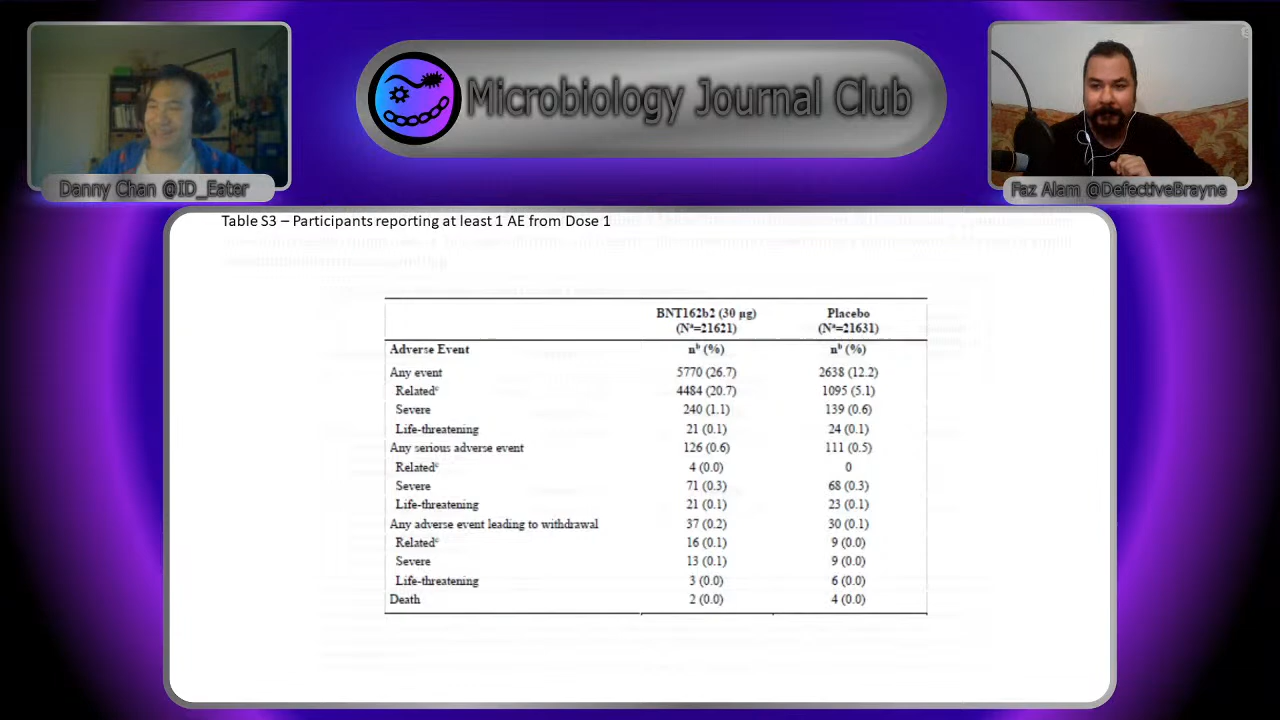 Microbiology Journal Club
Danny Chan @ID_Eater
Faz Alam @DefectiveBrayne
Table S3 – Participants reporting at least 1 AE from Dose 1
BNT162b2 (30 µg) Placebo
(Nᵃ=21621) (Nᵃ=21631)
Adverse Event nᵇ (%) nᵇ (%)
Any event 5770 (26.7) 2638 (12.2)
Relatedᶜ 4484 (20.7) 1095 (5.1)
Severe 240 (1.1) 139 (0.6)
Life-threatening 21 (0.1) 24 (0.1)
Any serious adverse event 126 (0.6) 111 (0.5)
Relatedᶜ 4 (0.0) 0
Severe 71 (0.3) 68 (0.3)
Life-threatening 21 (0.1) 23 (0.1)
Any adverse event leading to withdrawal 37 (0.2) 30 (0.1)
Relatedᶜ 16 (0.1) 9 (0.0)
Severe 13 (0.1) 9 (0.0)
Life-threatening 3 (0.0) 6 (0.0)
Death 2 (0.0) 4 (0.0)